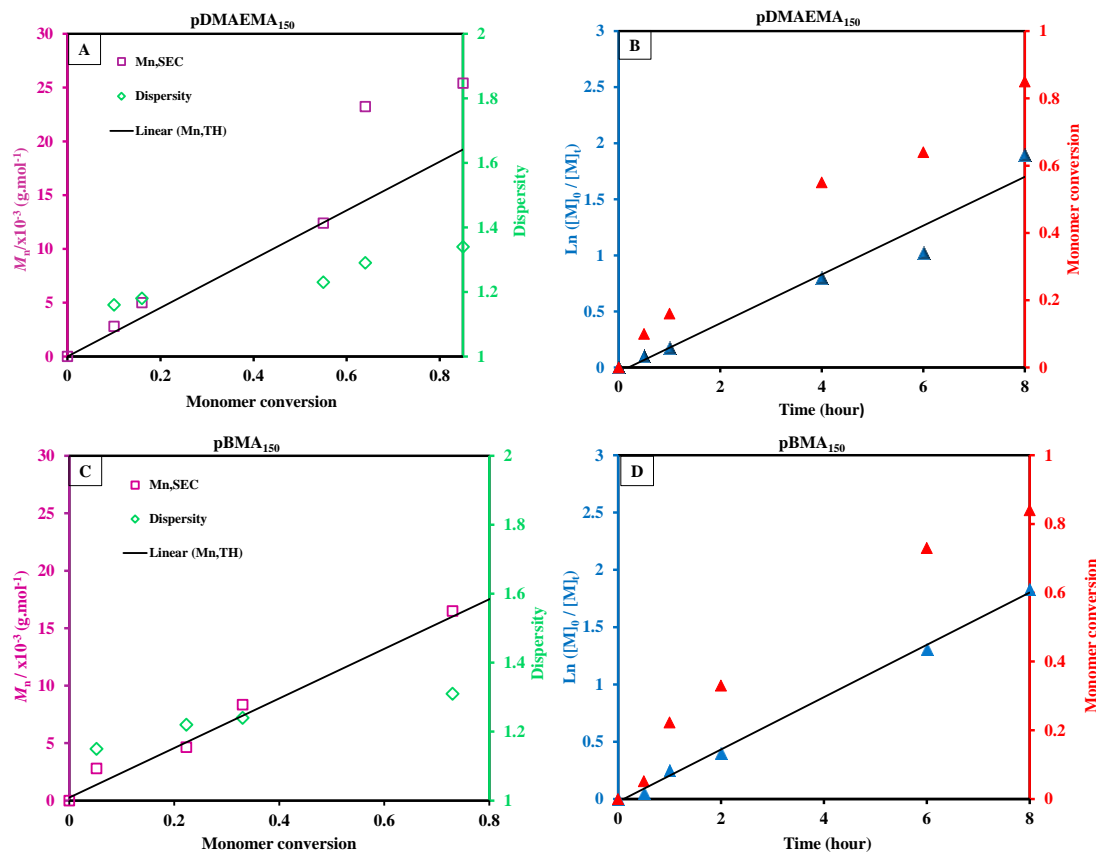 pDMAEMA₁₅₀
A
Mn,SEC
Dispersity
Linear (Mn,TH)
30
25
20
15
10
5
0
Mₙ/x10⁻³ (g.mol⁻¹)
2
1.8
1.6
1.4
1.2
1
Dispersity
0
0.2
0.4
0.6
0.8
Monomer conversion
pDMAEMA₁₅₀
B
3
2.5
2
1.5
1
0.5
0
Ln ([M]₀ / [M]ₜ)
1
0.8
0.6
0.4
0.2
0
Monomer conversion
0
2
4
6
8
Time (hour)
pBMA₁₅₀
C
Mn,SEC
Dispersity
Linear (Mn,TH)
30
25
20
15
10
5
0
Mₙ / x10⁻³ (g.mol⁻¹)
2
1.8
1.6
1.4
1.2
1
Dispersity
0
0.2
0.4
0.6
0.8
Monomer conversion
pBMA₁₅₀
D
3
2.5
2
1.5
1
0.5
0
Ln ([M]₀ / [M]ₜ)
1
0.8
0.6
0.4
0.2
0
Monomer conversion
0
2
4
6
8
Time (hour)